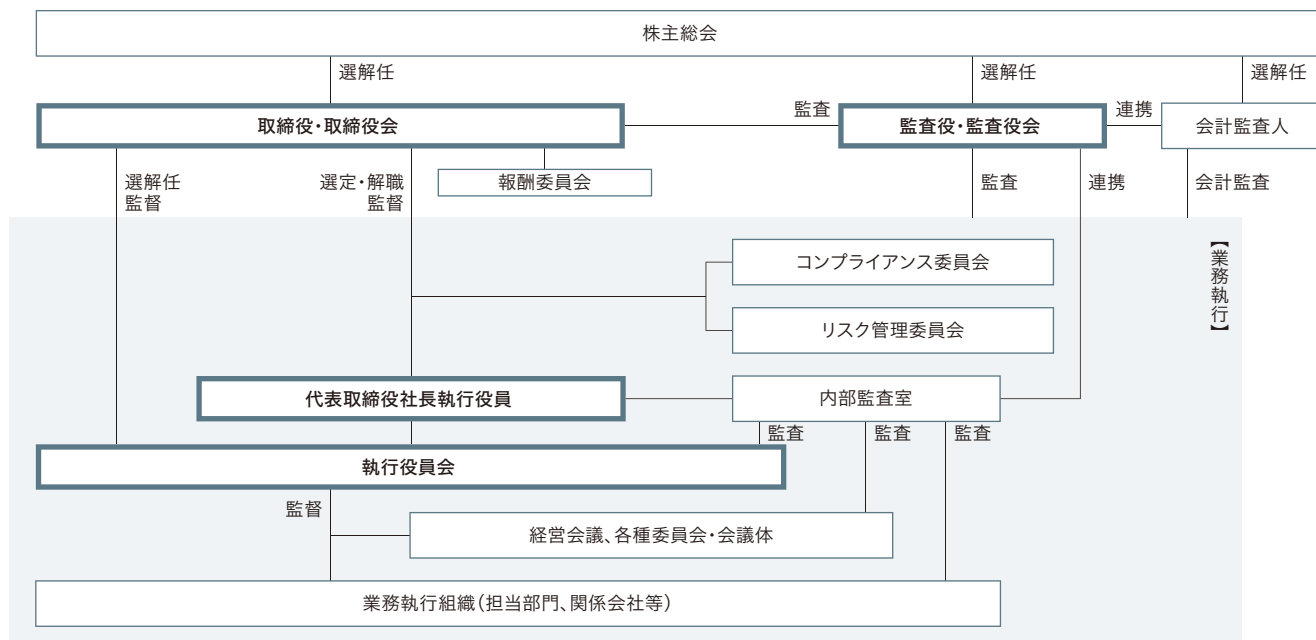 株主総会
選解任
選解任
選解任
取締役・取締役会
監査
監査役・監査役会
連携
会計監査人
選解任
監督
選定・解職
監督
報酬委員会
監査
連携
会計監査
【業務執行】
コンプライアンス委員会
リスク管理委員会
代表取締役社長執行役員
内部監査室
監査
監査
監査
執行役員会
監督
経営会議、各種委員会・会議体
業務執行組織(担当部門、関係会社等)